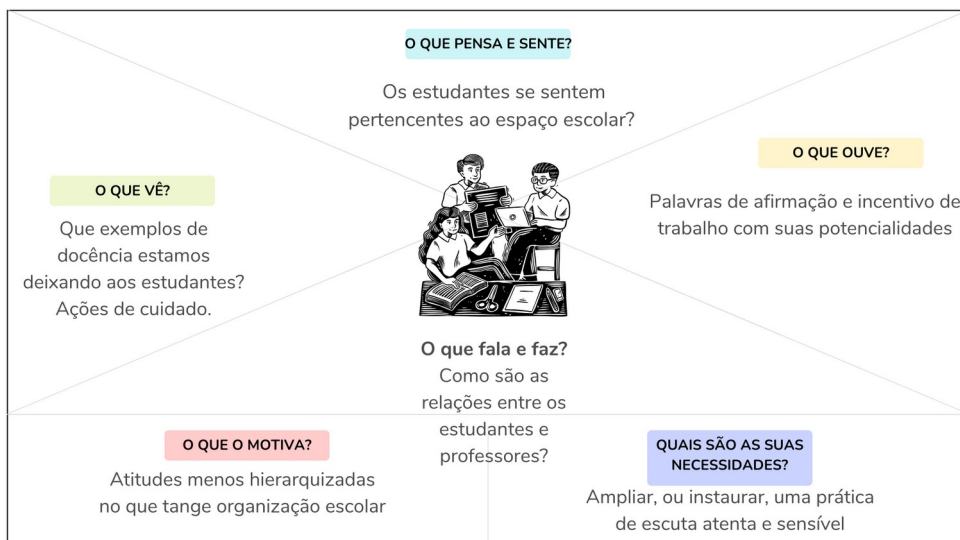 O QUE PENSA E SENTE?
Os estudantes se sentem
pertencentes ao espaço escolar?
O QUE OUVE?
Palavras de afirmação e incentivo de
trabalho com suas potencialidades
O QUE VÊ?
Que exemplos de
docência estamos
deixando aos estudantes?
Ações de cuidado.
O que fala e faz?
Como são as
relações entre os
estudantes e
professores?
O QUE O MOTIVA?
Atitudes menos hierarquizadas
no que tange organização escolar
QUAIS SÃO AS SUAS
NECESSIDADES?
Ampliar, ou instaurar, uma prática
de escuta atenta e sensível